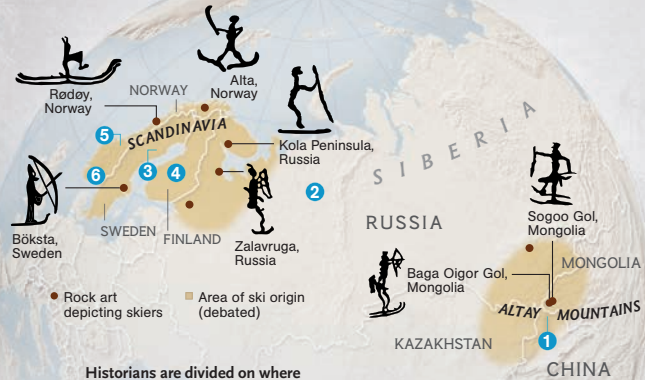 Rødøy,
Norway
NORWAY
Alta,
Norway
5
SCANDINAVIA
Kola Peninsula,
Russia
SIBERIA
3
4
6
2
Böksta,
Sweden
SWEDEN
FINLAND
Zalavruga,
Russia
RUSSIA
Sogoo Gol,
Mongolia
Baga Oigor Gol,
Mongolia
MONGOLIA
ALTAY MOUNTAINS
1
KAZAKHSTAN
CHINA
Rock art
depicting skiers
Area of ski origin
(debated)
Historians are divided on where